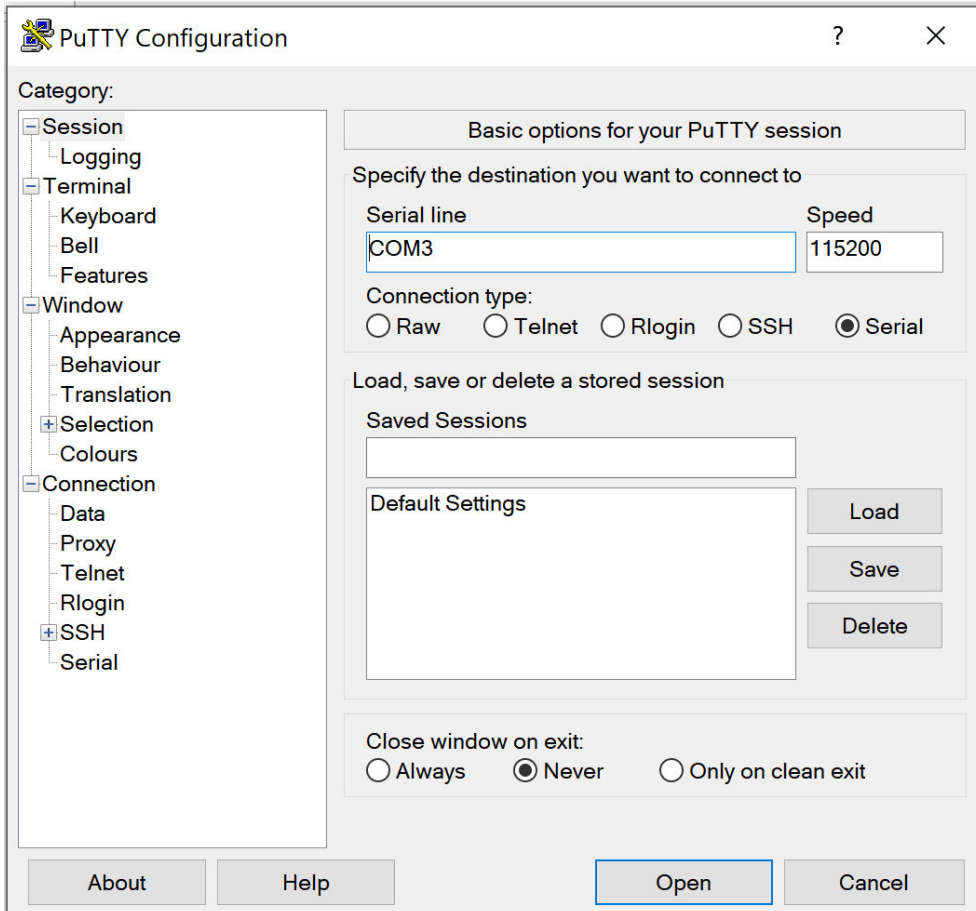 PuTTY Configuration
? ×
Category:
Session
Logging
Terminal
Keyboard
Bell
Features
Window
Appearance
Behaviour
Translation
Selection
Colours
Connection
Data
Proxy
Telnet
Rlogin
SSH
Serial
Basic options for your PuTTY session
Specify the destination you want to connect to
Serial line Speed
COM3 115200
Connection type:
Raw Telnet Rlogin SSH Serial
Load, save or delete a stored session
Saved Sessions
Default Settings
Load
Save
Delete
Close window on exit:
Always Never Only on clean exit
About Help Open Cancel